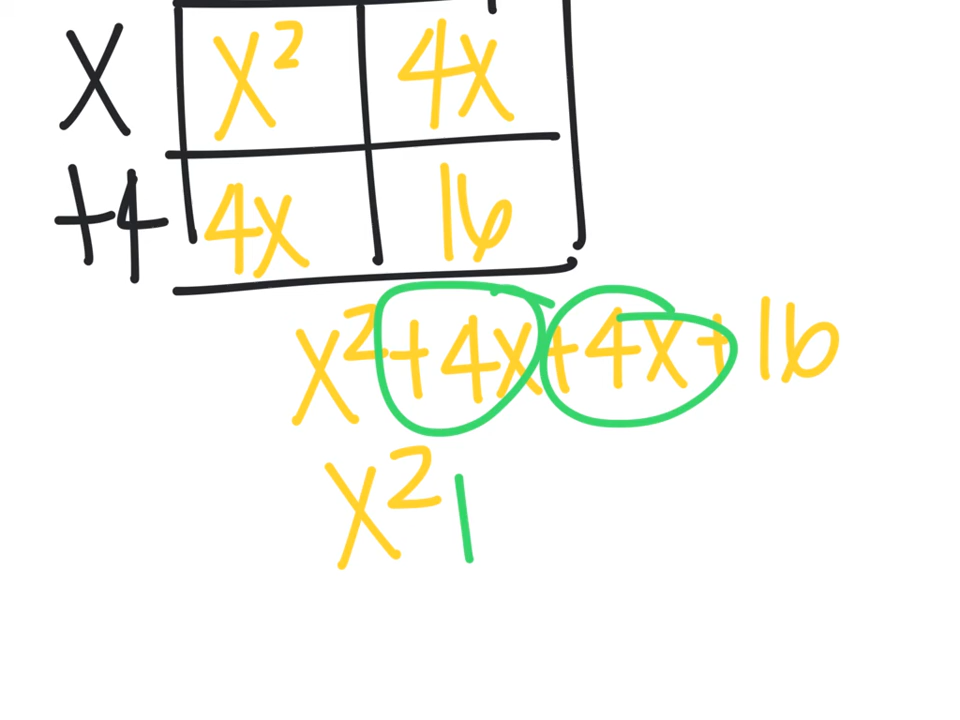 X X² 4X
+4 4X 16
X²+4X+4X+16
X² |